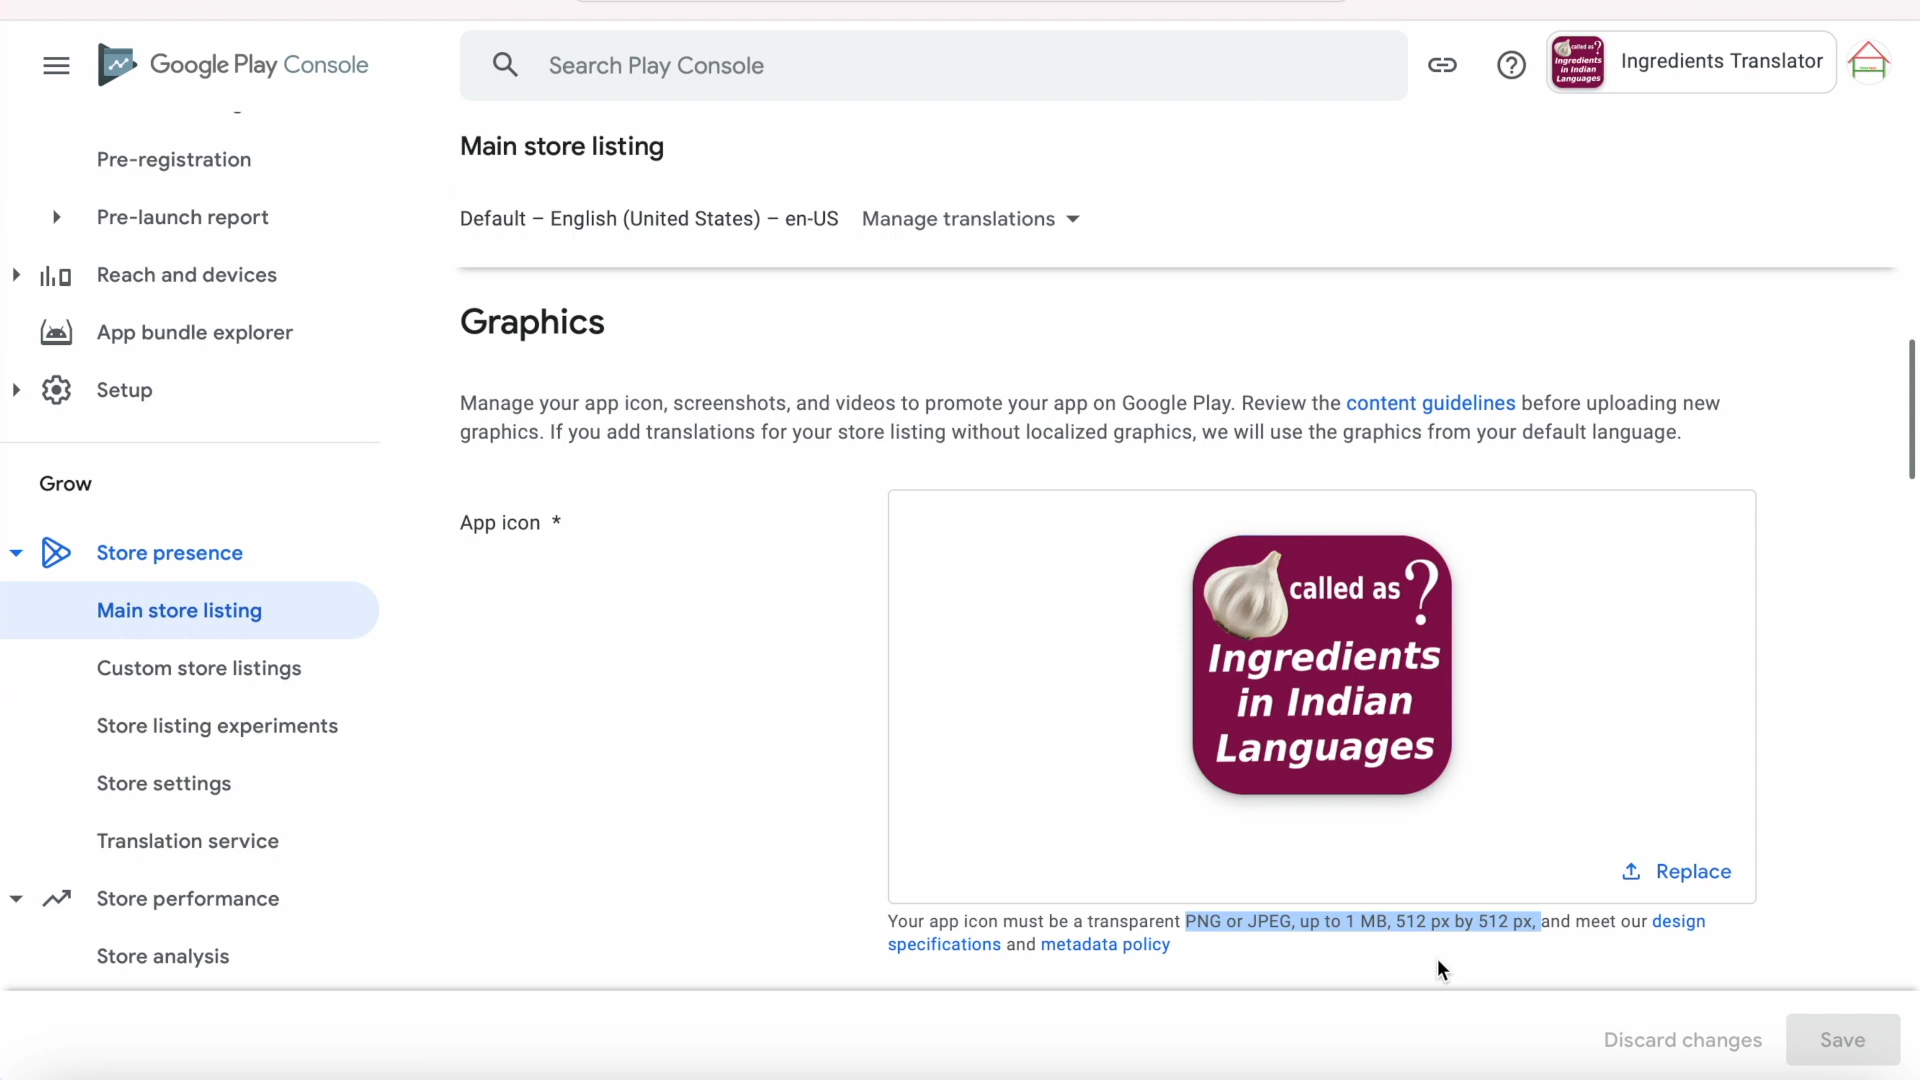 Google Play Console
Search Play Console
called as?
Ingredients
in Indian
Languages
Ingredients Translator
Pre-registration
Pre-launch report
Reach and devices
App bundle explorer
Setup
Grow
Store presence
Main store listing
Custom store listings
Store listing experiments
Store settings
Translation service
Store performance
Store analysis
Main store listing
Default – English (United States) – en-US Manage translations
Graphics
Manage your app icon, screenshots, and videos to promote your app on Google Play. Review the content guidelines before uploading new
graphics. If you add translations for your store listing without localized graphics, we will use the graphics from your default language.
App icon *
called as ?
Ingredients
in Indian
Languages
Replace
Your app icon must be a transparent PNG or JPEG, up to 1 MB, 512 px by 512 px, and meet our design
specifications and metadata policy
Discard changes
Save